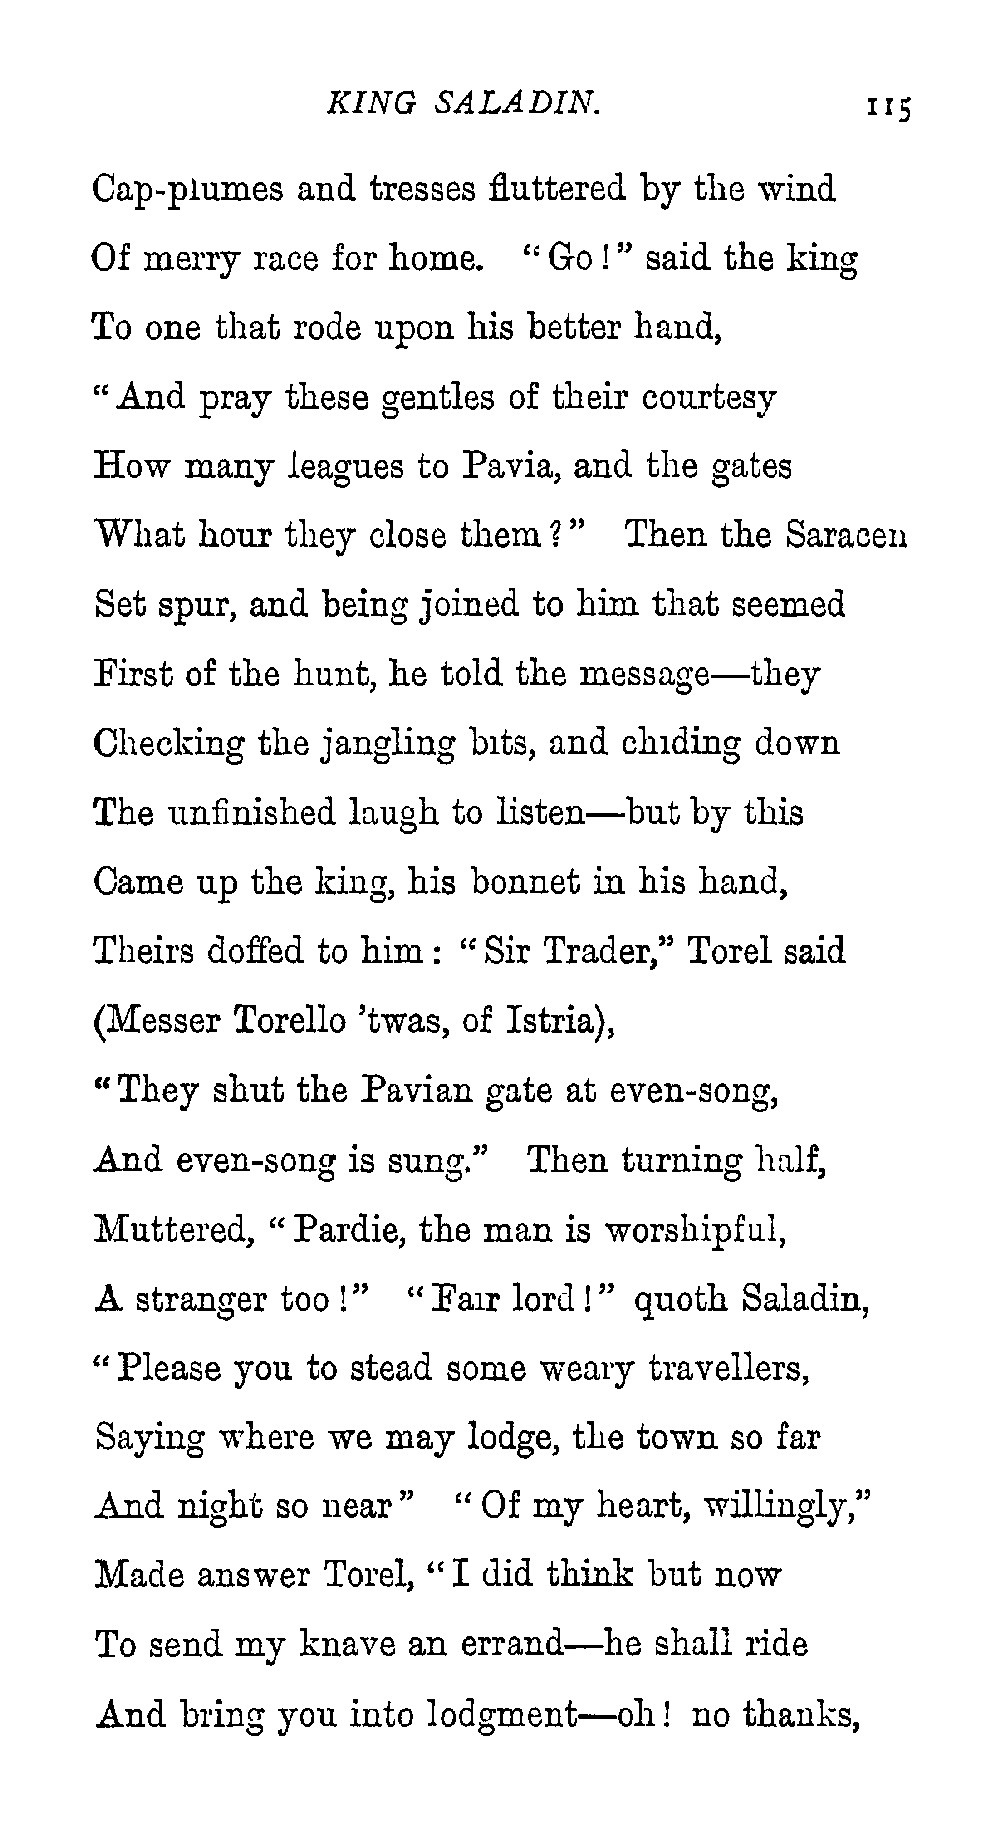 KING SALADIN. 115
Cap-plumes and tresses fluttered by the wind
Of merry race for home. “Go!” said the king
To one that rode upon his better hand,
“And pray these gentles of their courtesy
How many leagues to Pavia, and the gates
What hour they close them?” Then the Saracen
Set spur, and being joined to him that seemed
First of the hunt, he told the message—they
Checking the jangling bits, and chiding down
The unfinished laugh to listen—but by this
Came up the king, his bonnet in his hand,
Theirs doffed to him: “Sir Trader,” Torel said
(Messer Torello ’twas, of Istria),
“They shut the Pavian gate at even-song,
And even-song is sung.” Then turning half,
Muttered, “Pardie, the man is worshipful,
A stranger too!” “Fair lord!” quoth Saladin,
“Please you to stead some weary travellers,
Saying where we may lodge, the town so far
And night so near” “Of my heart, willingly,”
Made answer Torel, “I did think but now
To send my knave an errand—he shall ride
And bring you into lodgment—oh! no thanks,